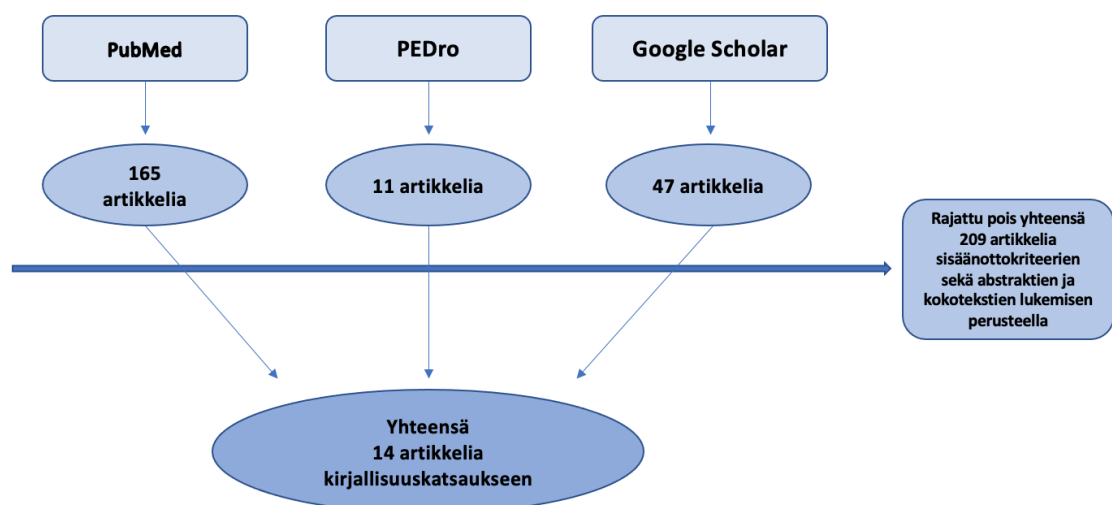 PubMed
PEDro
Google Scholar
165
artikkelia
11 artikkelia
47 artikkelia
Rajattu pois yhteensä
209 artikkelia
sisäänottokriteerien
sekä abstraktien ja
kokotekstien lukemisen
perusteella
Yhteensä
14 artikkelia
kirjallisuuskatsaukseen